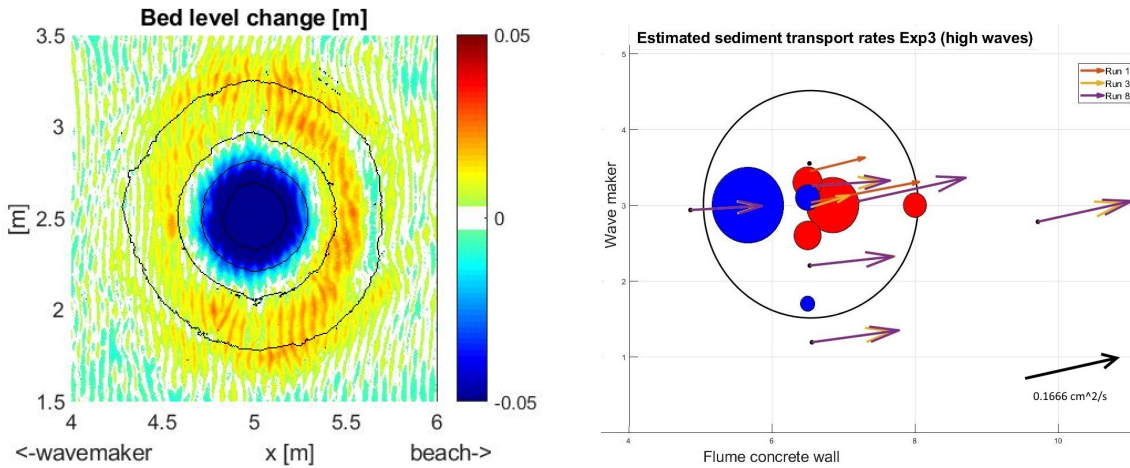 Bed level change [m]
3.5
3
2.5
2
1.5
[m]
4
4.5
5
5.5
6
<-wavemaker
x [m]
beach->
0.05
0
-0.05
Estimated sediment transport rates Exp3 (high waves)
Run 1
Run 3
Run 8
5
4
3
2
1
Wave maker
0.1666 cm^2/s
4
6
8
10
Flume concrete wall